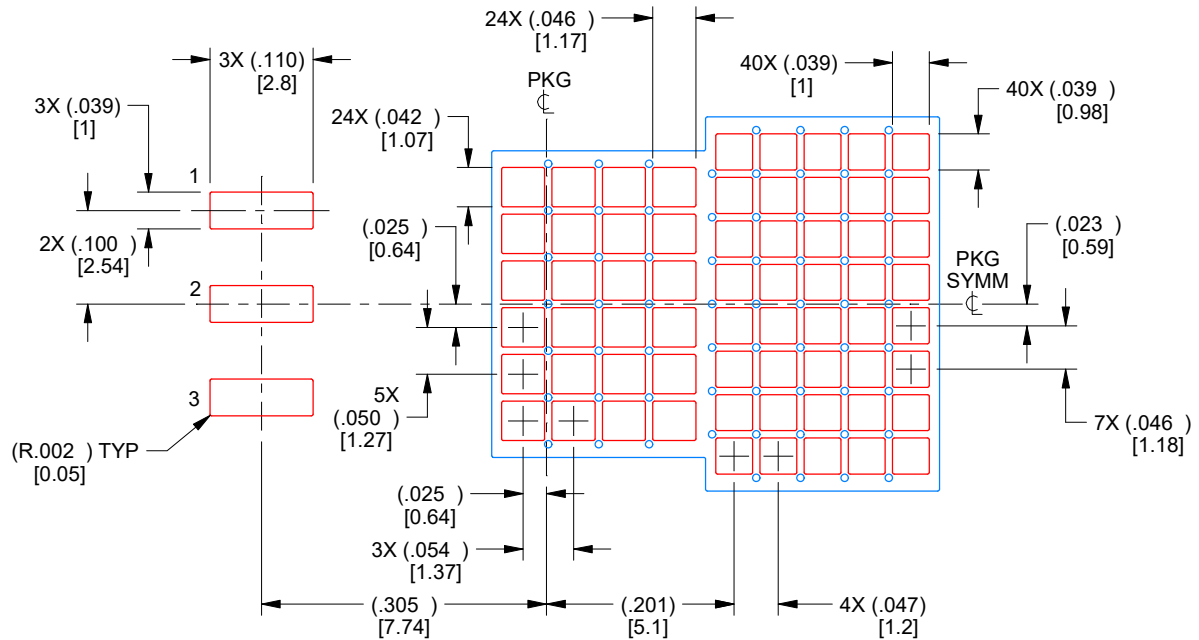 24X (.046 )
[1.17]
3X (.110)
[2.8]
PKG
℄
40X (.039)
[1]
40X (.039 )
[0.98]
3X (.039)
[1]
24X (.042 )
[1.07]
1
2X (.100 )
[2.54]
(.025 )
[0.64]
(.023 )
[0.59]
PKG
SYMM
℄
2
3
5X
(.050 )
[1.27]
7X (.046 )
[1.18]
(R.002 ) TYP
[0.05]
(.025 )
[0.64]
3X (.054 )
[1.37]
(.305 )
[7.74]
(.201)
[5.1]
4X (.047)
[1.2]